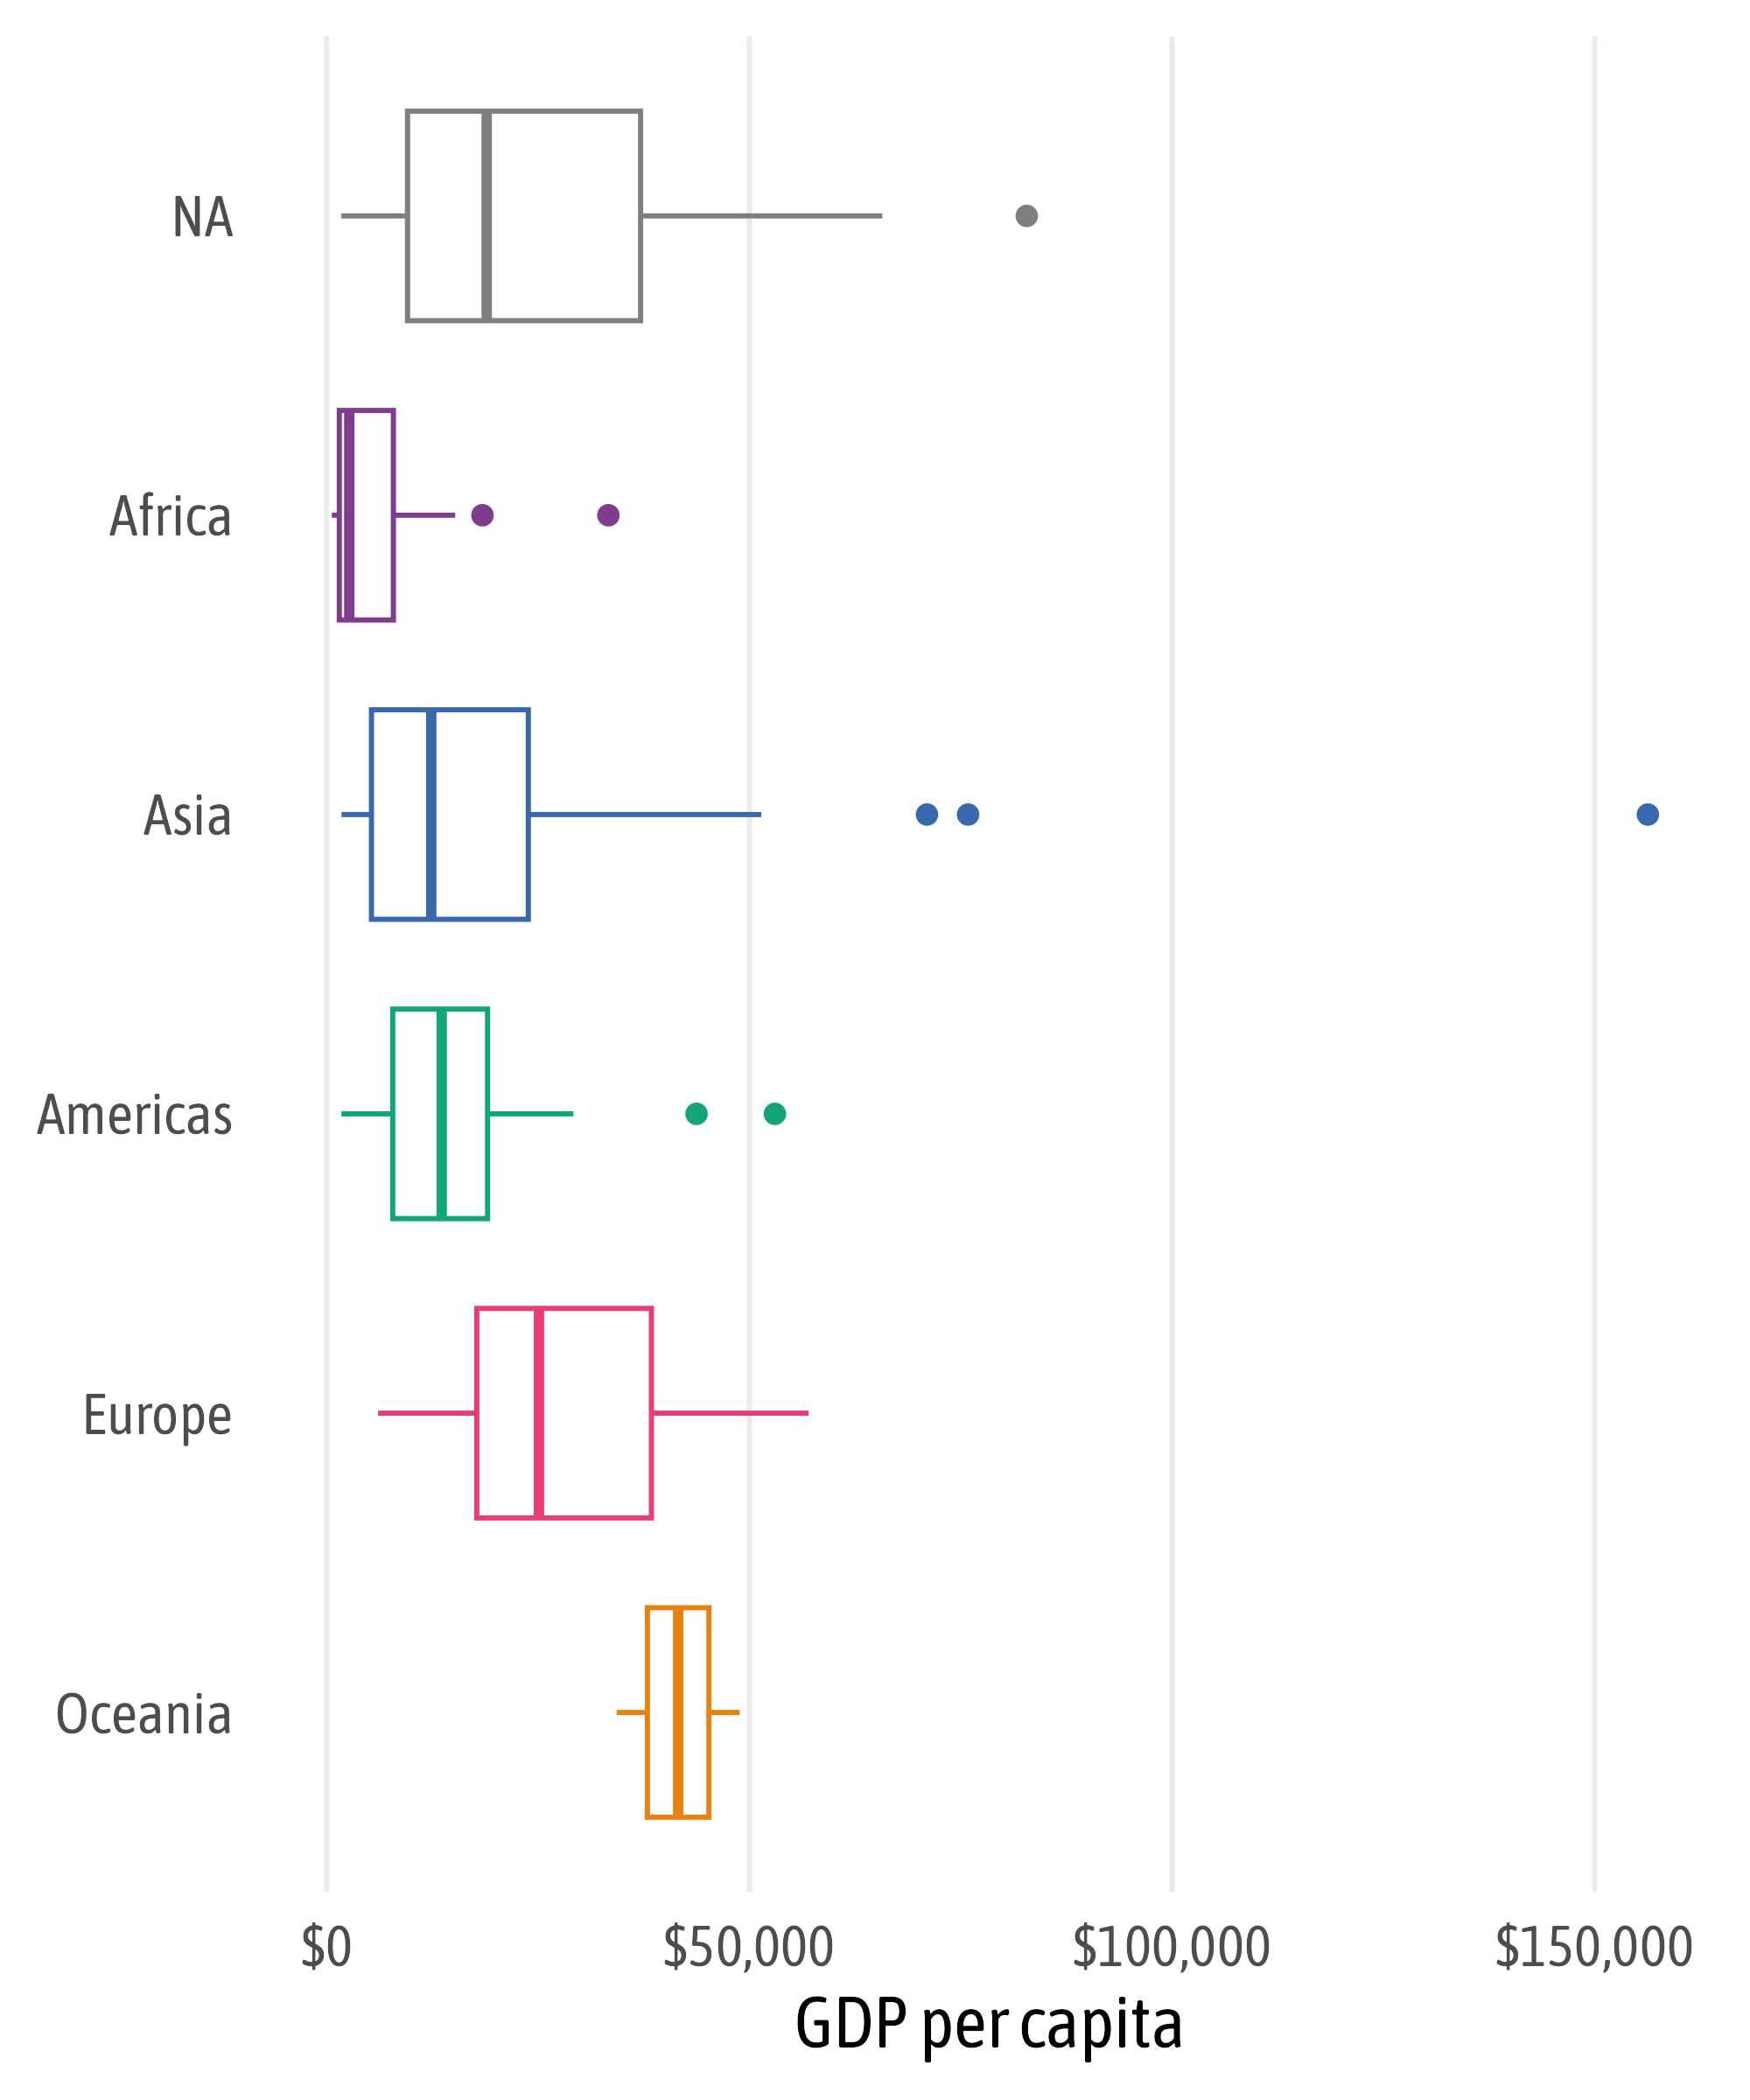 NA
Africa
Asia
Americas
Europe
Oceania
$0 $50,000 $100,000 $150,000
GDP per capita